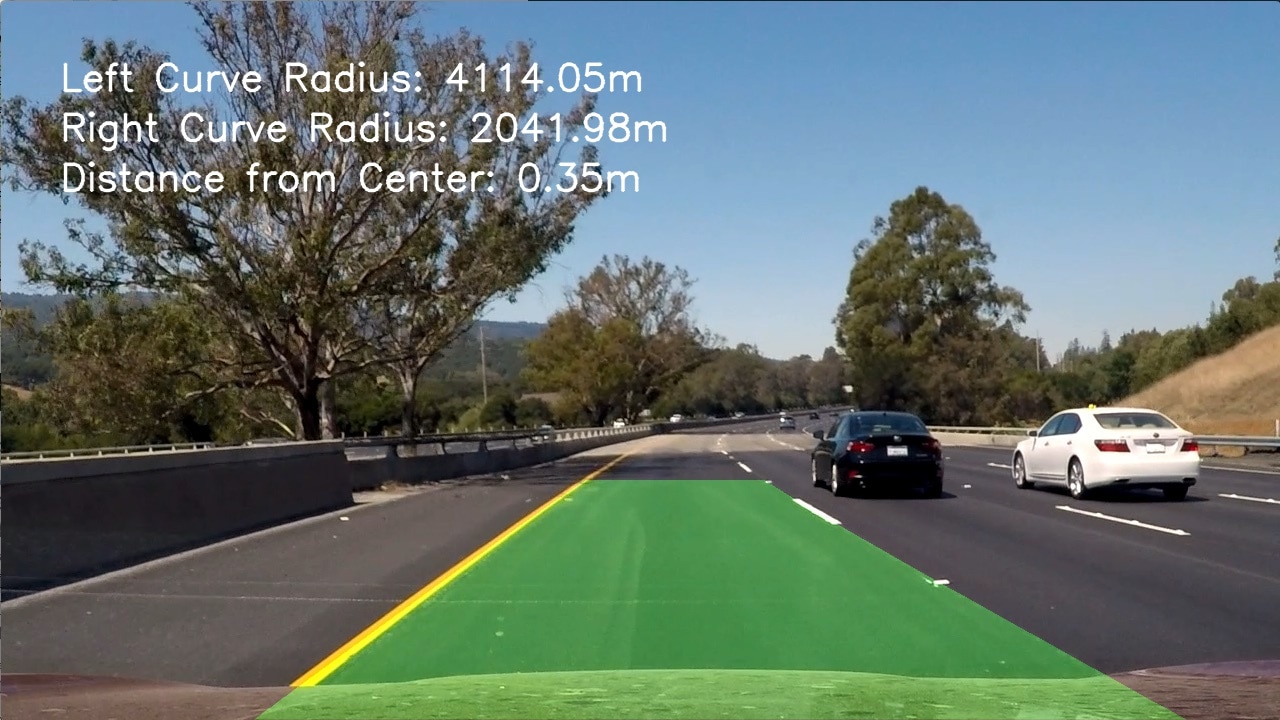 Left Curve Radius: 4114.05m
Right Curve Radius: 2041.98m
Distance from Center: 0.35m